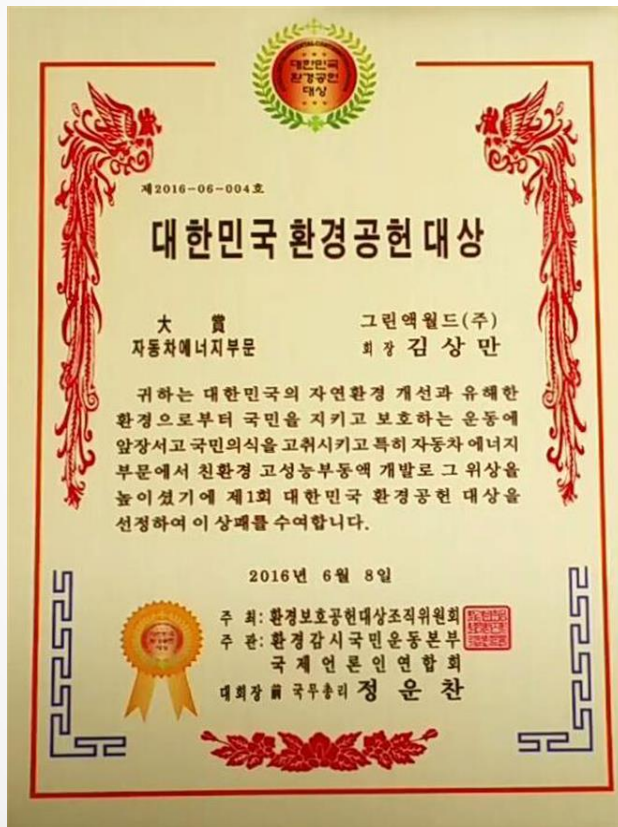 대한민국
환경공헌
대상
제2016-06-004호
대한민국 환경공헌 대상
大 賞
자동차에너지부문
그린액월드(주)
회장 김상만
귀하는 대한민국의 자연환경 개선과 유해한
환경으로부터 국민을 지키고 보호하는 운동에
앞장서고 국민의식을 고취시키고 특히 자동차 에너지
부문에서 친환경 고성능부동액 개발로 그 위상을
높이셨기에 제1회 대한민국 환경공헌 대상을
선정하여 이 상패를 수여합니다.
2016년 6월 8일
주 최: 환경보호공헌대상조직위원회
주 관: 환경감시국민운동본부
국제언론인연합회
대회장 前 국무총리 정운찬